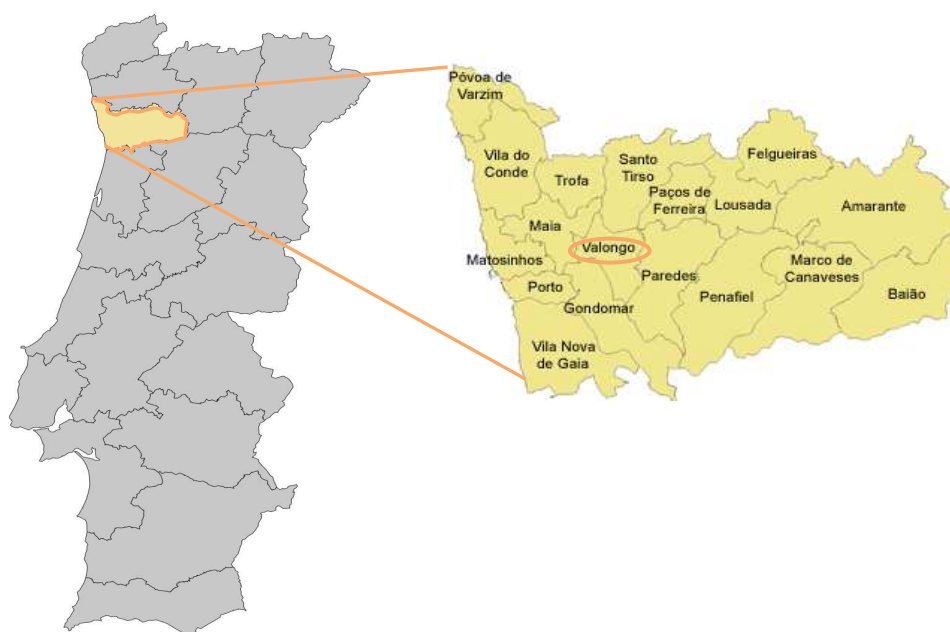 Póvoa de
Varzim
Vila do
Conde
Trofa
Santo
Tirso
Felgueiras
Paços de
Ferreira
Lousada
Amarante
Maia
Valongo
Matosinhos
Paredes
Marco de
Canaveses
Porto
Gondomar
Penafiel
Baião
Vila Nova
de Gaia